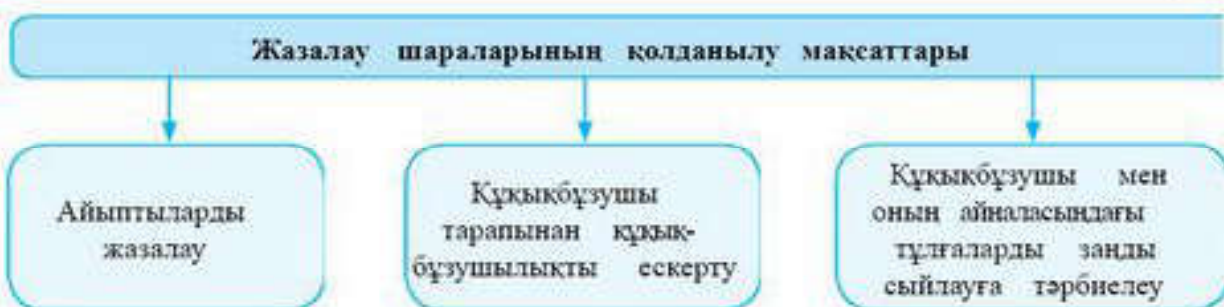 Жазалау шараларының қолданылу мақсаттары
Айыптыларды
жазалау
Құқықбұзушы
тарапынан құқық-
бұзушылықты ескерту
Құқықбұзушы мен
оның айналасындағы
тұлғаларды заңды
сыйлауға тәрбиелеу